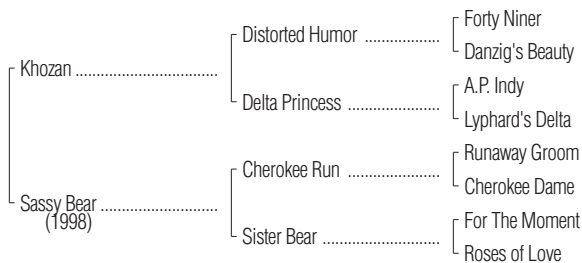 Forty Niner
Distorted Humor ..................
Danzig's Beauty
Khozan ..................................
A.P. Indy
Delta Princess ......................
Lyphard's Delta
Runaway Groom
Cherokee Run ......................
Cherokee Dame
Sassy Bear ............................
(1998)
For The Moment
Sister Bear ............................
Roses of Love